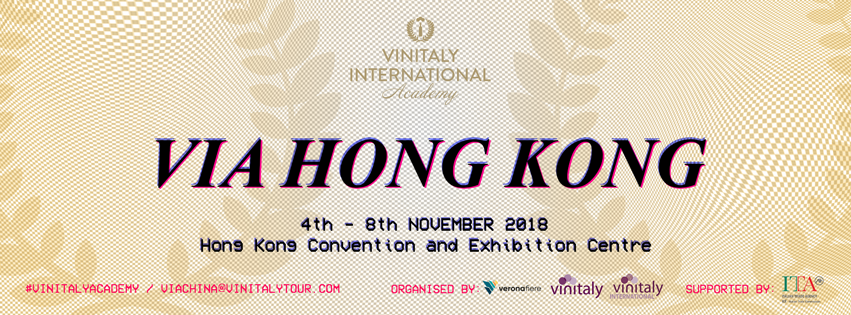 VINITALY
INTERNATIONAL
Academy
VIA HONG KONG
4th - 8th NOVEMBER 2018
Hong Kong Convention and Exhibition Centre
#VINITALYACADEMY / VIACHINA@VINITALYTOUR.COM
ORGANISED BY: veronafiere vinitaly vinitaly
INTERNATIONAL
SUPPORTED BY: ITA